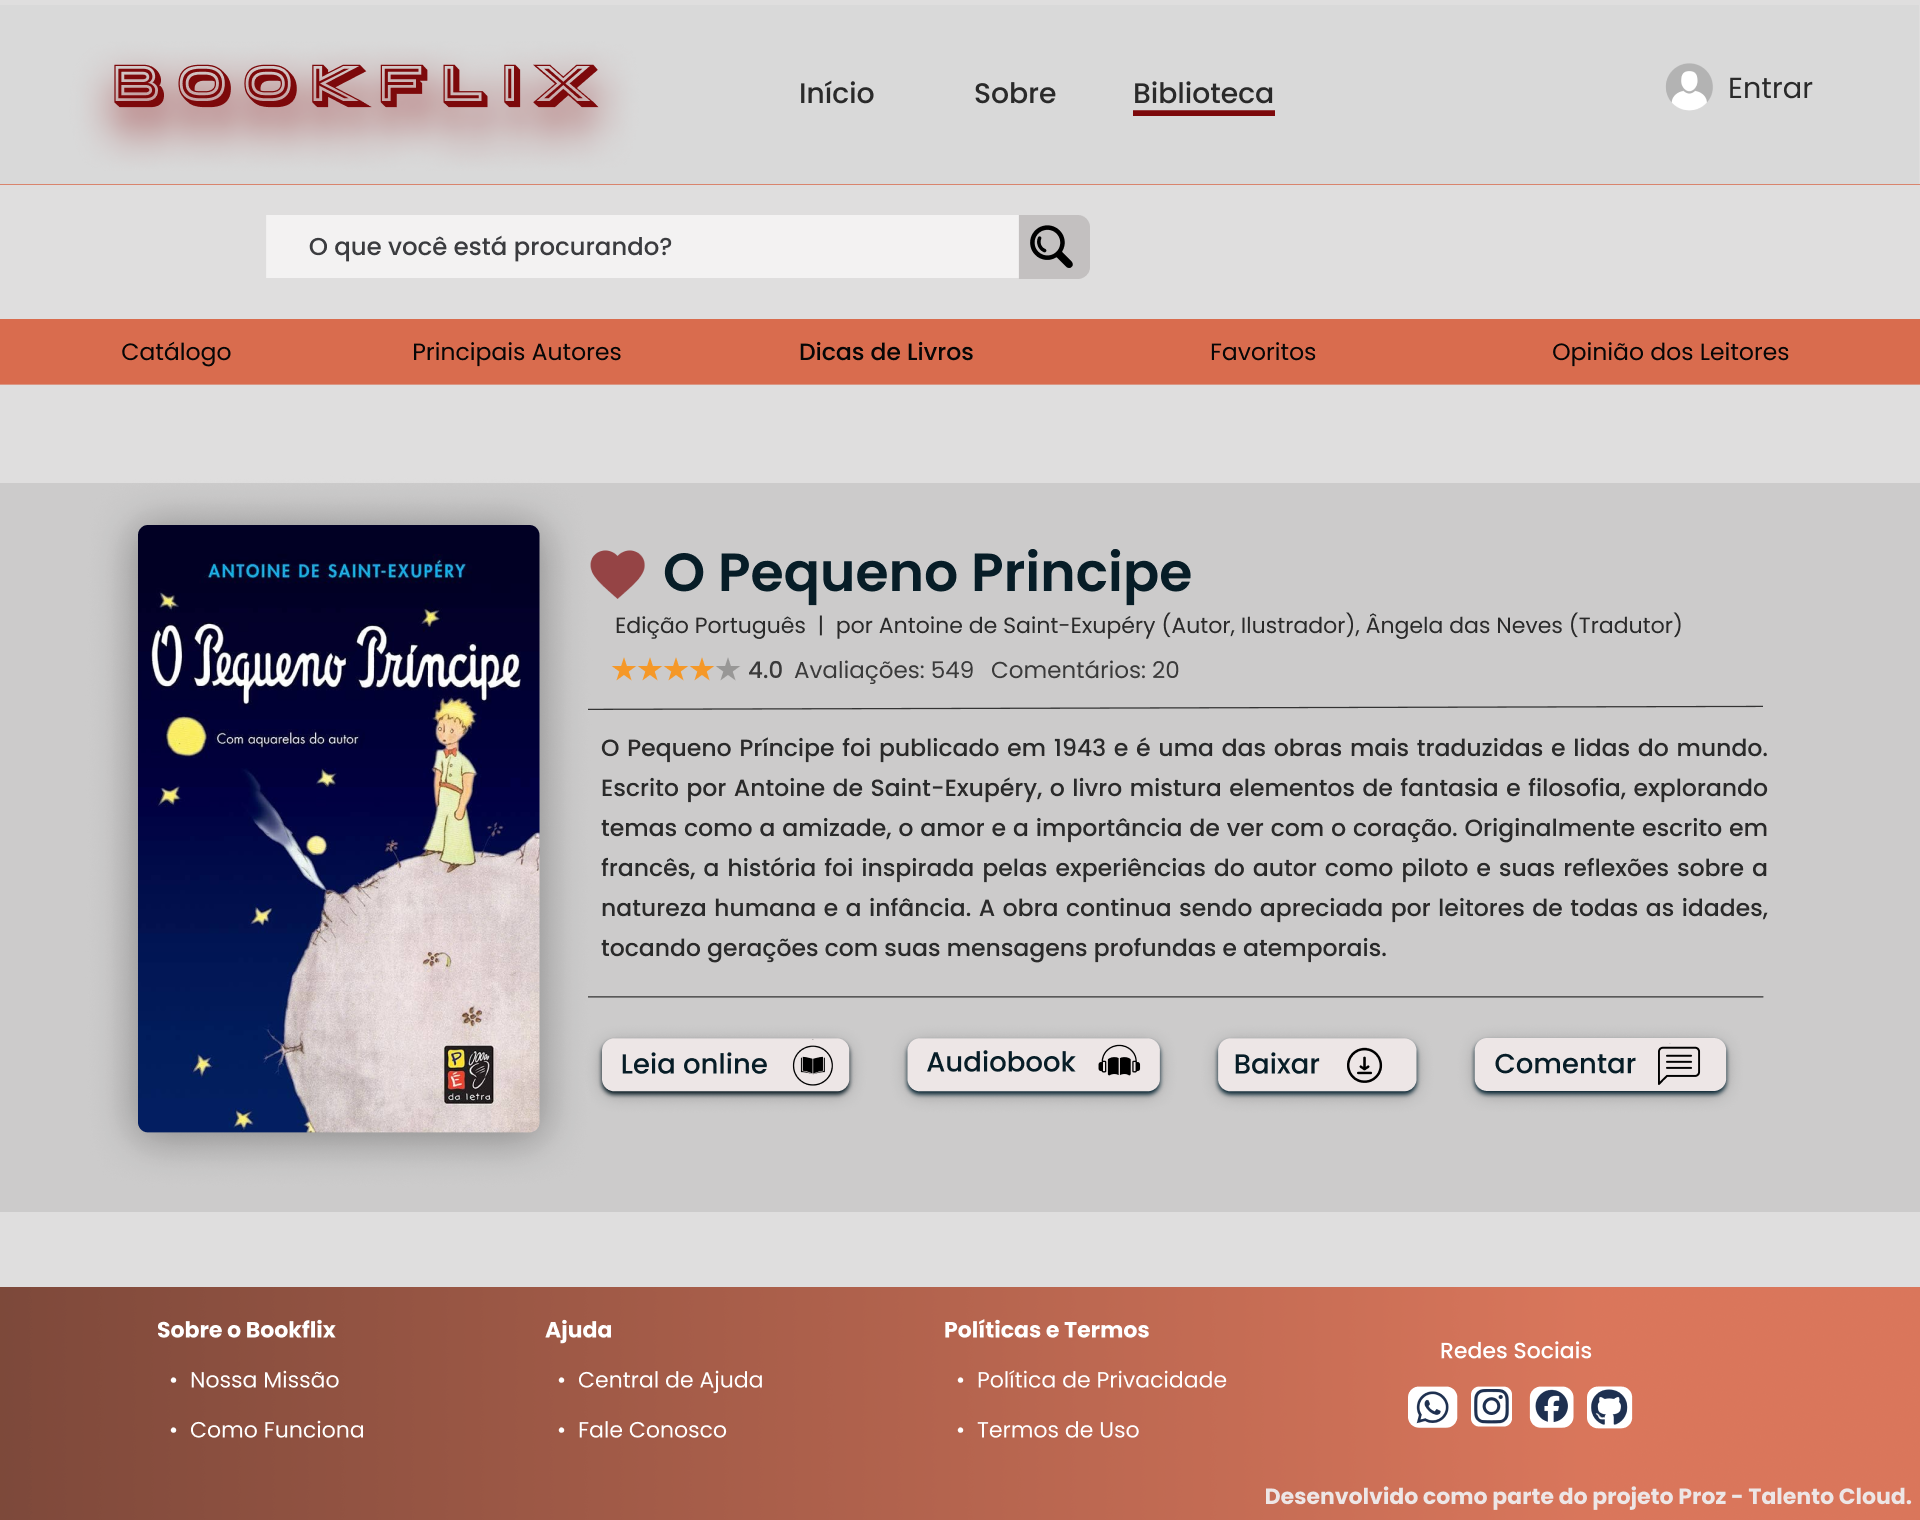 BOOKFLIX
Início
Sobre
Biblioteca
Entrar
O que você está procurando?
Catálogo
Principais Autores
Dicas de Livros
Favoritos
Opinião dos Leitores
ANTOINE DE SAINT-EXUPÉRY
O Pequeno Príncipe
Com aquarelas do autor
PÉ
da letra
O Pequeno Principe
Edição Português | por Antoine de Saint-Exupéry (Autor, Ilustrador), Ângela das Neves (Tradutor)
4.0 Avaliações: 549 Comentários: 20
O Pequeno Príncipe foi publicado em 1943 e é uma das obras mais traduzidas e lidas do mundo.
Escrito por Antoine de Saint-Exupéry, o livro mistura elementos de fantasia e filosofia, explorando
temas como a amizade, o amor e a importância de ver com o coração. Originalmente escrito em
francês, a história foi inspirada pelas experiências do autor como piloto e suas reflexões sobre a
natureza humana e a infância. A obra continua sendo apreciada por leitores de todas as idades,
tocando gerações com suas mensagens profundas e atemporais.
Leia online
Audiobook
Baixar
Comentar
Sobre o Bookflix
• Nossa Missão
• Como Funciona
Ajuda
• Central de Ajuda
• Fale Conosco
Políticas e Termos
• Política de Privacidade
• Termos de Uso
Redes Sociais
Desenvolvido como parte do projeto Proz - Talento Cloud.